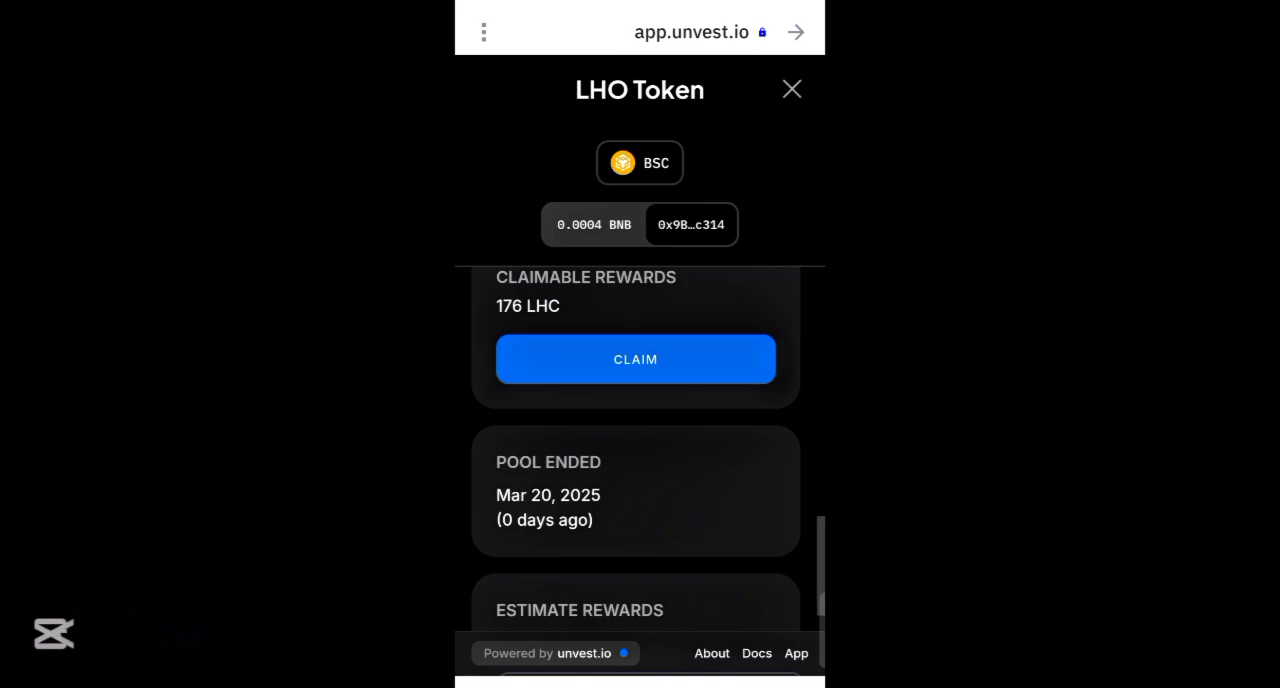 app.unvest.io
LHO Token
BSC
0.0004 BNB 0x9B…c314
CLAIMABLE REWARDS
176 LHC
CLAIM
POOL ENDED
Mar 20, 2025
(0 days ago)
ESTIMATE REWARDS
Powered by unvest.io About Docs App